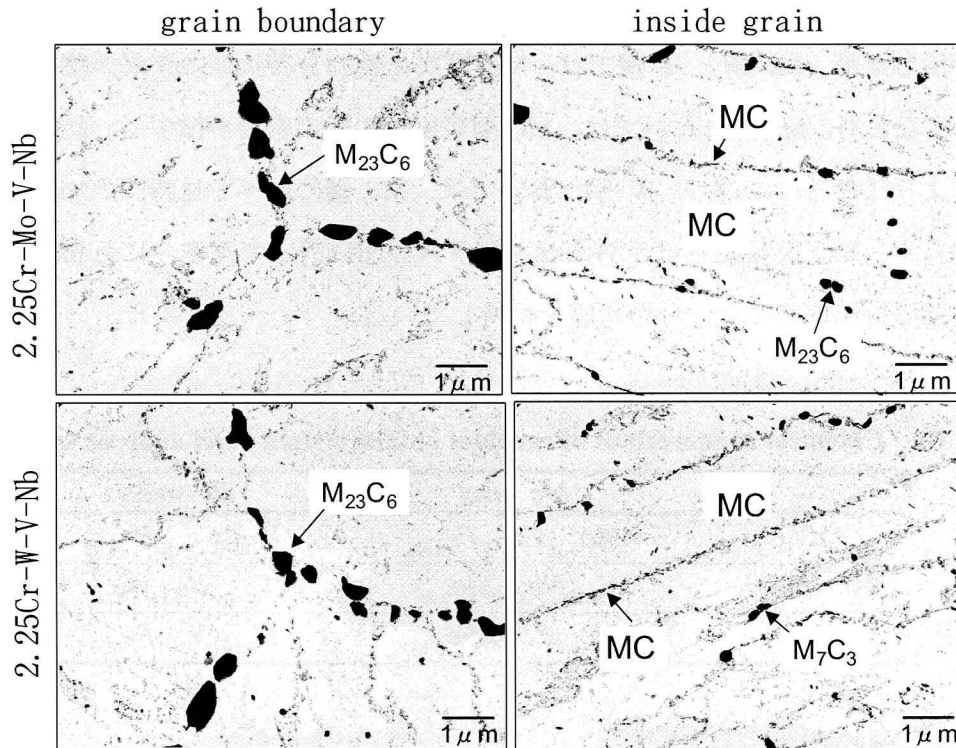 grain boundary
inside grain
2.25Cr-Mo-V-Nb
M₂₃C₆
1μm
MC
MC
M₂₃C₆
1μm
2.25Cr-W-V-Nb
M₂₃C₆
1μm
MC
MC
M₇C₃
1μm